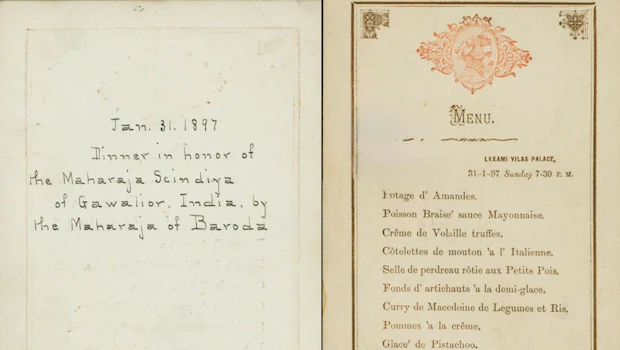 Jan. 31. 1897
Dinner in honor of
the Maharaja Scindiya
of Gawalior, India, by
the Maharaja of Baroda
MENU.
LAXAMI VILAS PALACE,
31-1-97 Sunday 7-30 P. M.
Potage d' Amandes.
Poisson Braise' sauce Mayonnaise.
Crême de Volaille truffes.
Côtelettes de mouton 'a l' Italienne.
Selle de perdreau rôtie aux Petits Pois.
Fonds d' artichauts 'a la demi-glace.
Curry de Macedoine de Legumes et Ris.
Pommes 'a la crême.
Glace' de Pistachoo.